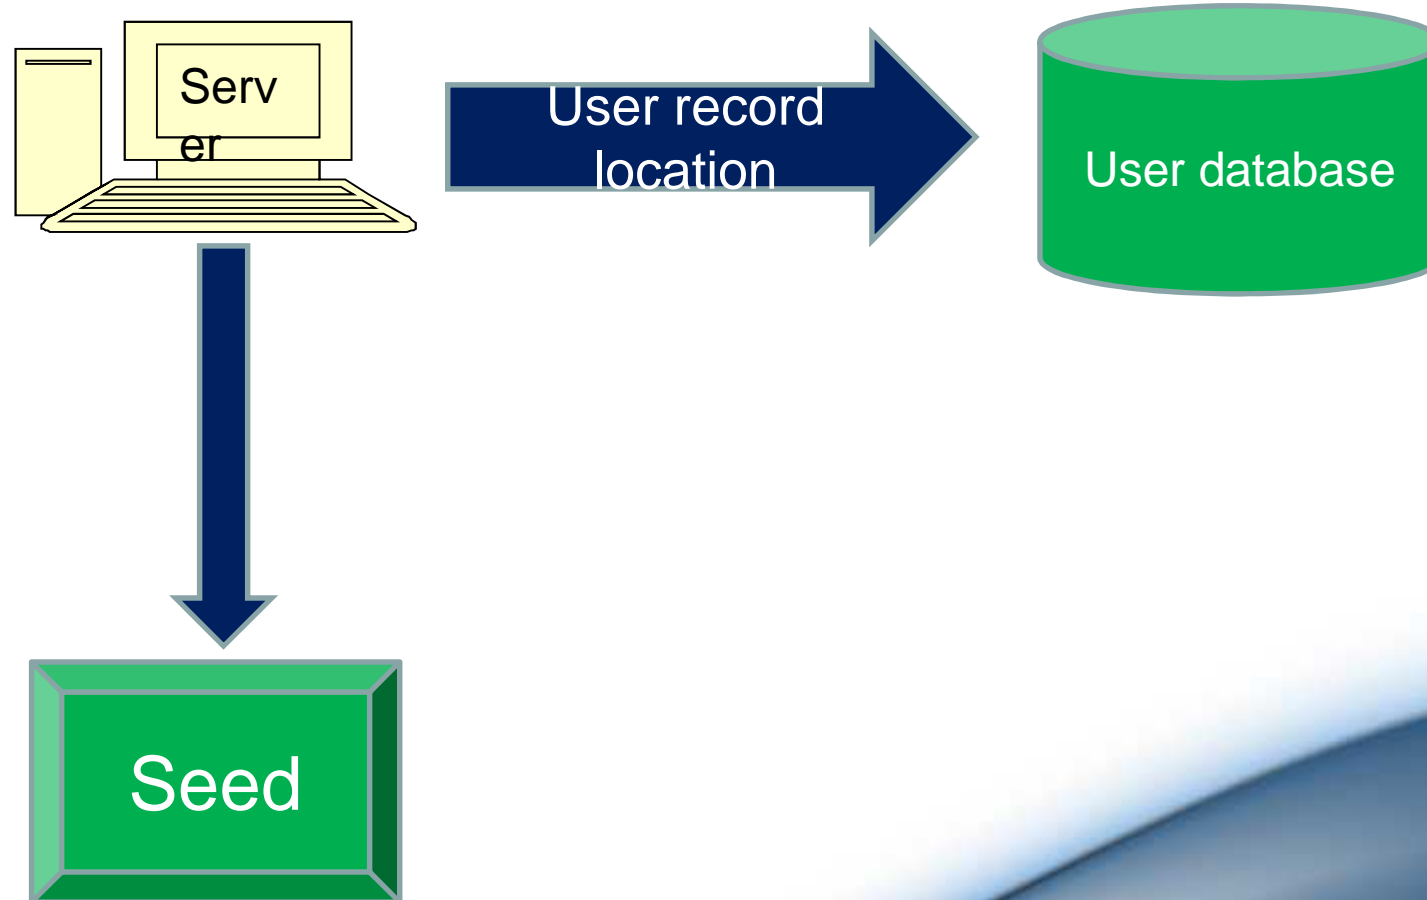 Serv
er
User record
location
User database
Seed